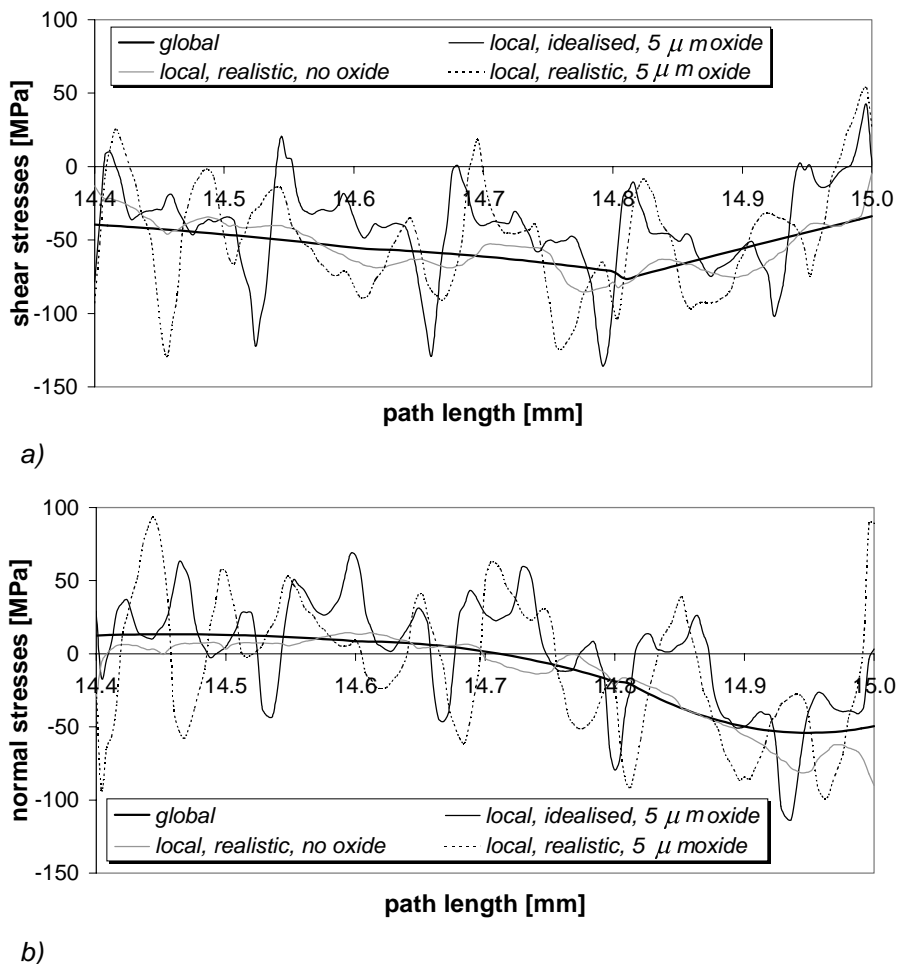 100
50
0
-50
-100
-150
shear stresses [MPa]
global
local, idealised, 5 μm oxide
local, realistic, no oxide
local, realistic, 5 μm oxide
14.4 14.5 14.6 14.7 14.8 14.9 15.0
path length [mm]
a)
100
50
0
-50
-100
-150
normal stresses [MPa]
14.4 14.5 14.6 14.7 14.8 14.9 15.0
global
local, idealised, 5 μm oxide
local, realistic, no oxide
local, realistic, 5 μm oxide
path length [mm]
b)